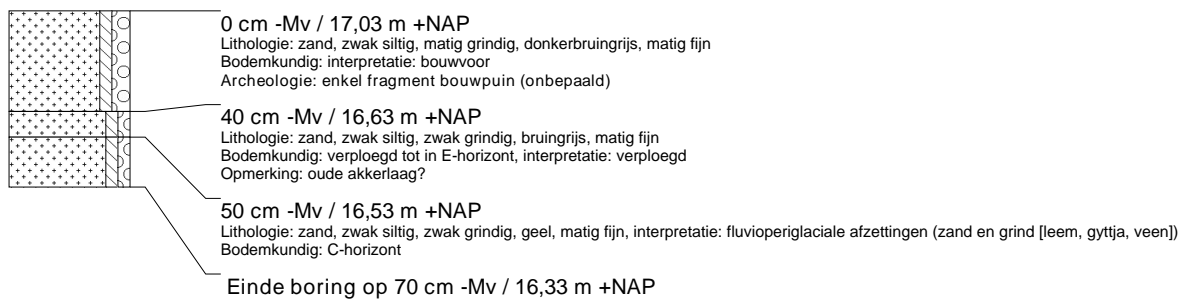 0 cm -Mv / 17,03 m +NAP
Lithologie: zand, zwak siltig, matig grindig, donkerbruingrijs, matig fijn
Bodemkundig: interpretatie: bouwvoor
Archeologie: enkel fragment bouwpuin (onbepaald)
40 cm -Mv / 16,63 m +NAP
Lithologie: zand, zwak siltig, zwak grindig, bruingrijs, matig fijn
Bodemkundig: verploegd tot in E-horizont, interpretatie: verploegd
Opmerking: oude akkerlaag?
50 cm -Mv / 16,53 m +NAP
Lithologie: zand, zwak siltig, zwak grindig, geel, matig fijn, interpretatie: fluvioperiglaciale afzettingen (zand en grind [leem, gyttja, veen])
Bodemkundig: C-horizont
Einde boring op 70 cm -Mv / 16,33 m +NAP